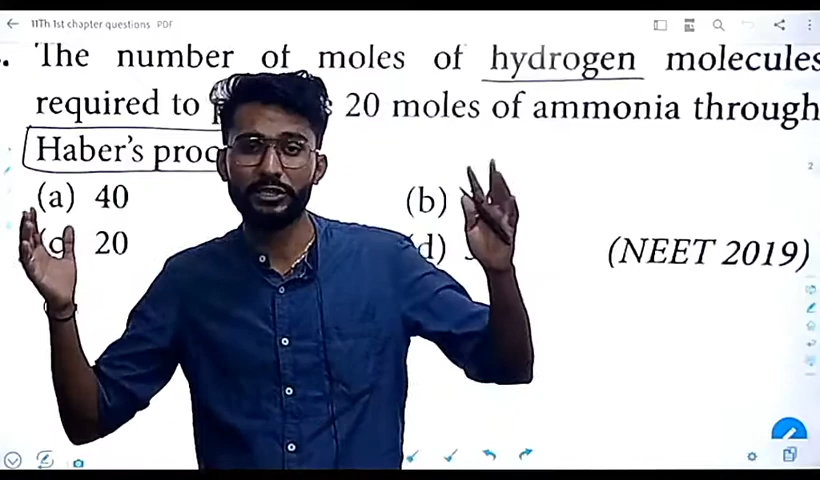 11Th 1st chapter questions PDF
. The number of moles of hydrogen molecules
required to 20 moles of ammonia through
Haber's
(a) 40 (b)
20 (d)
(NEET 2019)
2